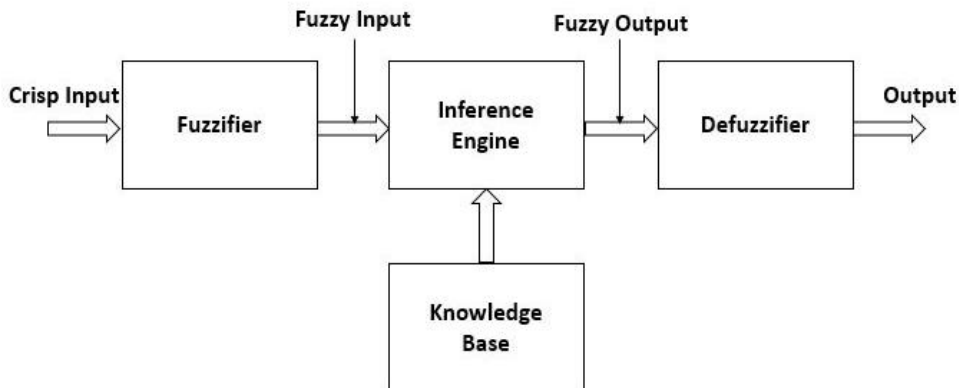 Fuzzy Input
Fuzzy Output
Crisp Input
Fuzzifier
Inference
Engine
Defuzzifier
Output
Knowledge
Base